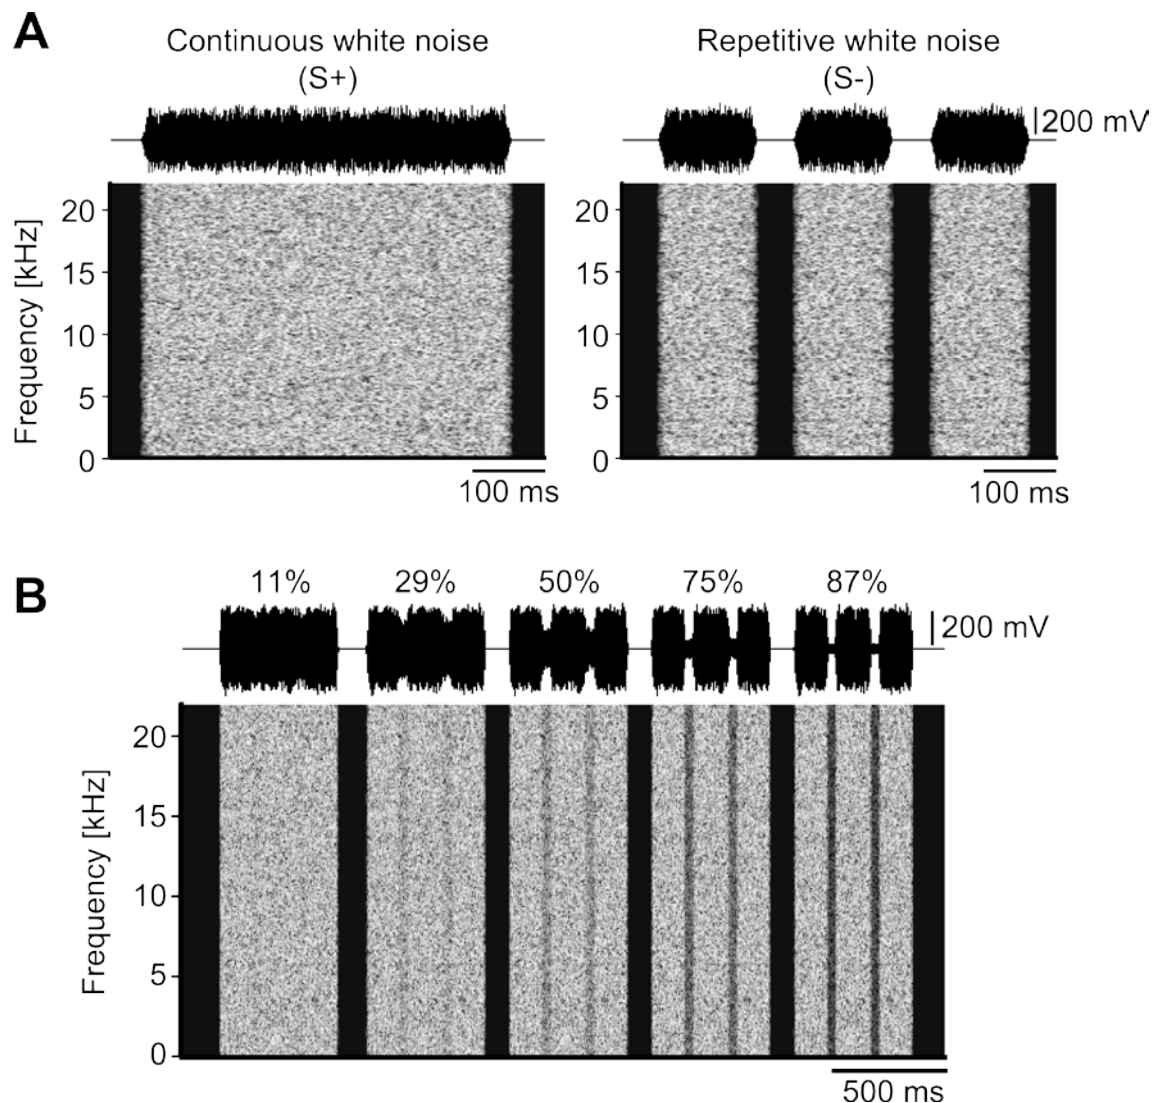 A
Continuous white noise
(S+)
Repetitive white noise
(S-)
200 mV
Frequency [kHz]
20
15
10
5
0
100 ms
20
15
10
5
0
100 ms
B
11%
29%
50%
75%
87%
200 mV
Frequency [kHz]
20
15
10
5
0
500 ms